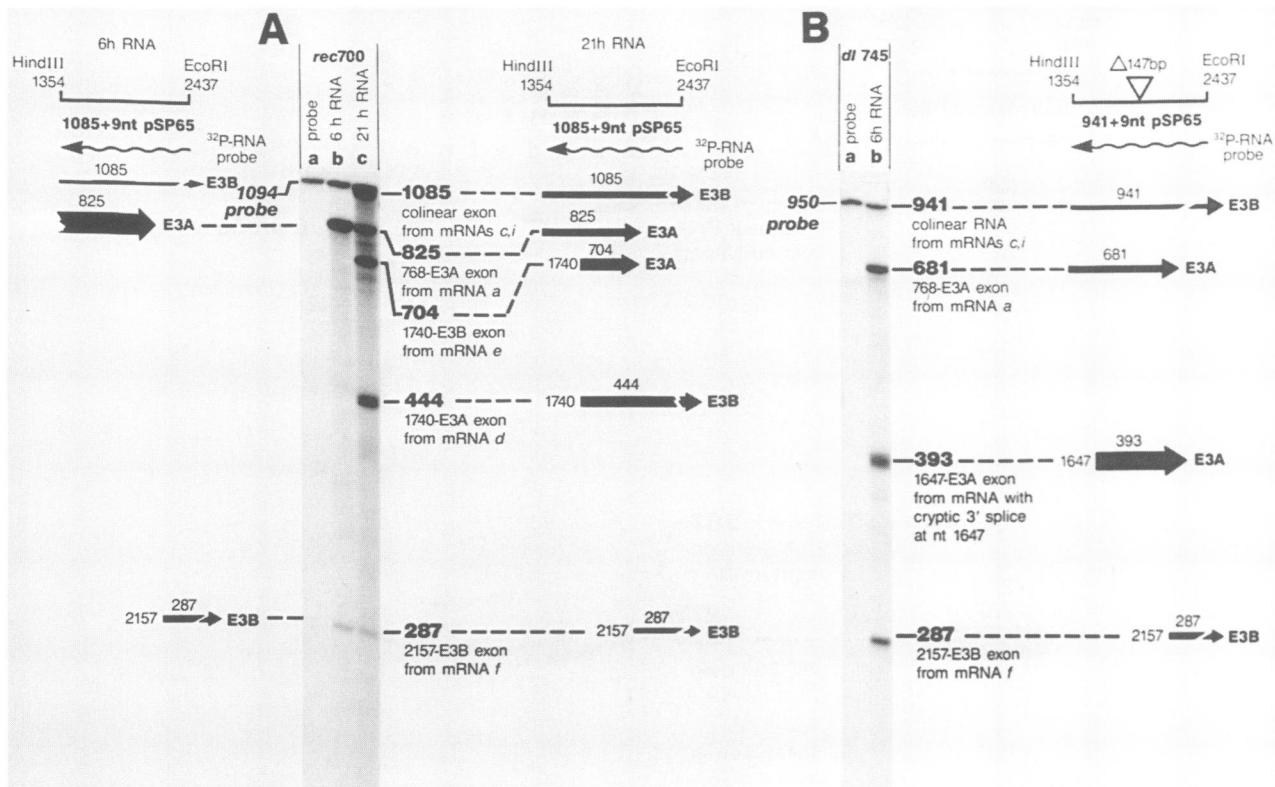 A
6h RNA
HindIII
1354
EcoRI
2437
1085+9nt pSP65
32P-RNA
probe
1085
E3B
825
E3A
1094
probe
2157
287
E3B
rec700
probe
6 h RNA
21 h RNA
a b c
21h RNA
HindIII
1354
EcoRI
2437
1085+9nt pSP65
32P-RNA
probe
1085
colinear exon
from mRNAs c,i
1085
E3B
825
768-E3A exon
from mRNA a
825
E3A
704
1740-E3B exon
from mRNA e
1740
704
E3A
444
1740-E3A exon
from mRNA d
1740
444
E3B
287
2157-E3B exon
from mRNA f
2157
287
E3B
B
dl 745
probe
6h RNA
a b
HindIII
1354
△147bp
EcoRI
2437
941+9nt pSP65
32P-RNA
probe
950
probe
941
colinear RNA
from mRNAs c,i
941
E3B
681
768-E3A exon
from mRNA a
681
E3A
393
1647-E3A exon
from mRNA with
cryptic 3' splice
at nt 1647
1647
393
E3A
287
2157-E3B exon
from mRNA f
2157
287
E3B